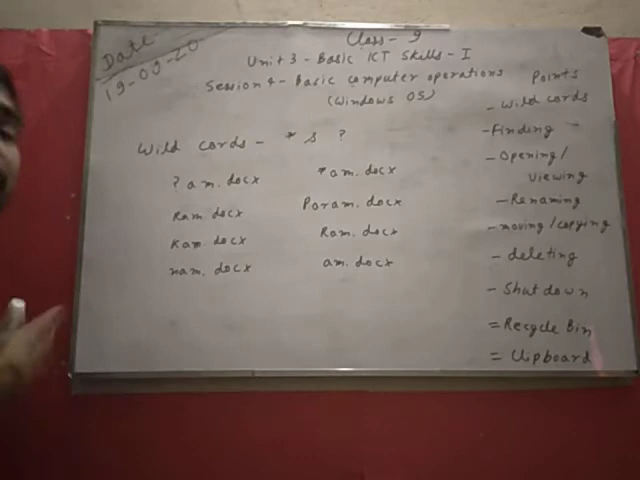 Date
19-09-20
Class - 9
Unit 3 - Basic ICT Skills - I
Session 4 - Basic computer operations
(Windows OS)
Wild cards - * & ?
? am.docx
Ram.docx
Kam.docx
nam.docx
* am.docx
Param.docx
Ram.docx
am.docx
Points
- Wild cards
- Finding
- Opening /
Viewing
- Renaming
- moving / copying
- deleting
- Shut down
= Recycle Bin
= Clipboard